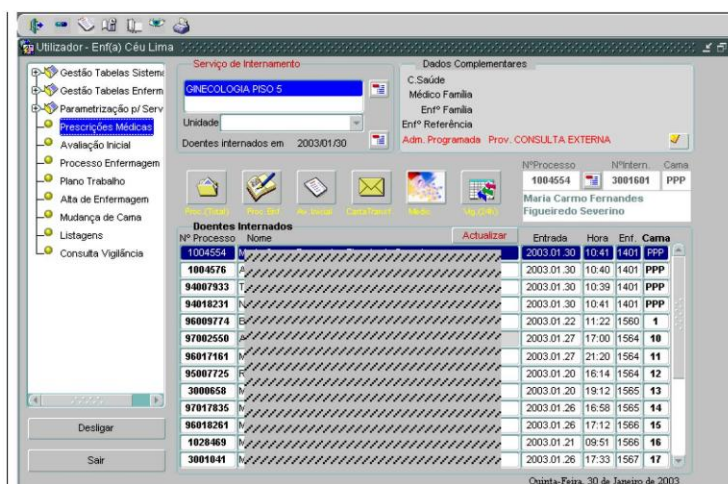 Utilizador - Enf(a) Céu Lima
Gestão Tabelas Sistema
Gestão Tabelas Enferm
Parametrização p/ Serv
Prescrições Médicas
Avaliação Inicial
Processo Enfermagem
Plano Trabalho
Alta de Enfermagem
Mudança de Cama
Listagens
Consulta Vigilância
Desligar
Sair
Serviço de Internamento
GINECOLOGIA PISO 5
Unidade
Doentes internados em 2003/01/30
Dados Complementares
C.Saúde
Médico Família
Enfº Família
Enfº Referência
Adm. Programada Prov. CONSULTA EXTERNA
NºProcesso NºIntern. Cama
1004554 3001601 PPP
Maria Carmo Fernandes
Figueiredo Severino
Proc.(Total) Proc. Enf. Av. Inicial CartaTransf. Medic. Vig.(24h)
Doentes Internados
Actualizar
Nº Processo Nome Entrada Hora Enf. Cama
1004554 2003.01.30 10:41 1401 PPP
1004576 A 2003.01.30 10:40 1401 PPP
94007933 T 2003.01.30 10:39 1401 PPP
94018231 N 2003.01.30 10:41 1401 PPP
96009774 E 2003.01.22 11:22 1560 1
97002550 A 2003.01.27 17:00 1564 10
96017161 M 2003.01.27 21:20 1564 11
95007725 R 2003.01.20 16:14 1564 12
3000658 M 2003.01.20 19:12 1565 13
97017835 M 2003.01.26 16:58 1565 14
96018261 M 2003.01.26 17:12 1566 15
1028469 M 2003.01.21 09:51 1566 16
3001041 M 2003.01.26 17:33 1567 17
Quinta-Feira, 30 de Janeiro de 2003